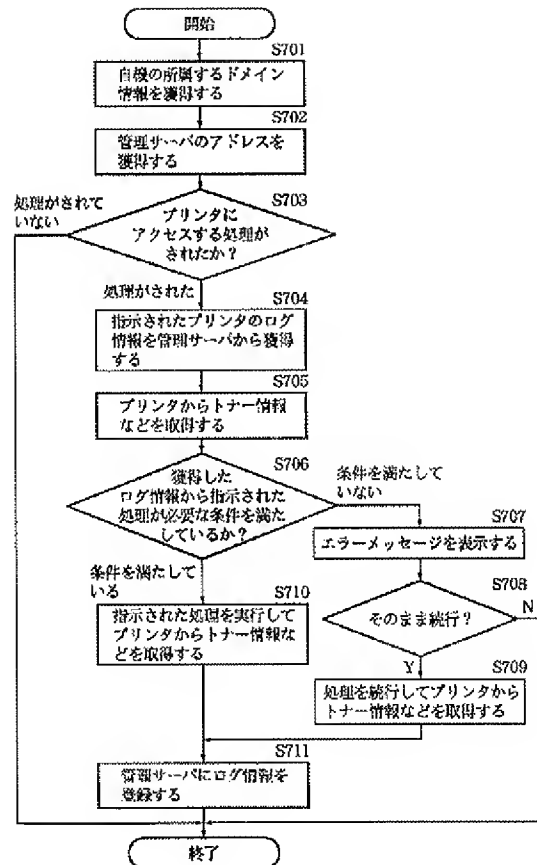 開始
S701
自機の所属するドメイン
情報を獲得する
S702
管理サーバのアドレスを
獲得する
S703
処理がされて
いない
プリンタに
アクセスする処理が
されたか？
処理がされた
S704
指示されたプリンタのログ
情報を管理サーバから獲得
する
S705
プリンタからトナー情報
などを取得する
S706
獲得した
ログ情報から指示された
処理が必要な条件を満た
しているか？
条件を満たして
いない
S707
エラーメッセージを表示する
S708
そのまま続行？
N
Y
S709
処理を続行してプリンタから
トナー情報などを取得する
条件を満たして
いる
S710
指示された処理を実行して
プリンタからトナー情報な
どを取得する
S711
管理サーバにログ情報を
登録する
終了